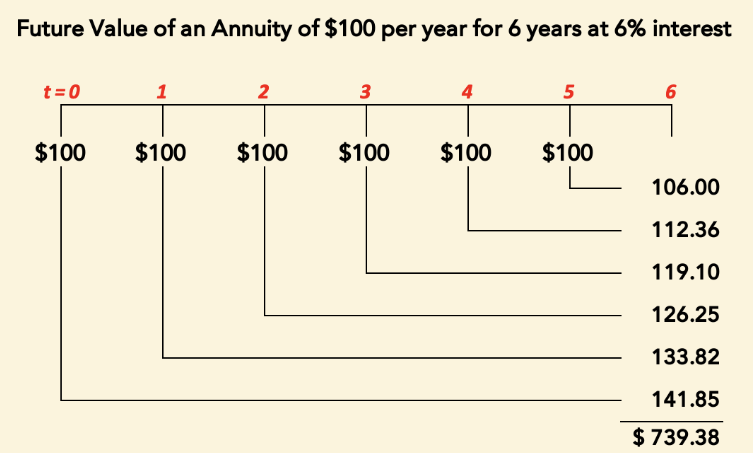 Future Value of an Annuity of $100 per year for 6 years at 6% interest
t=0 1 2 3 4 5 6
$100 $100 $100 $100 $100 $100
106.00
112.36
119.10
126.25
133.82
141.85
$ 739.38